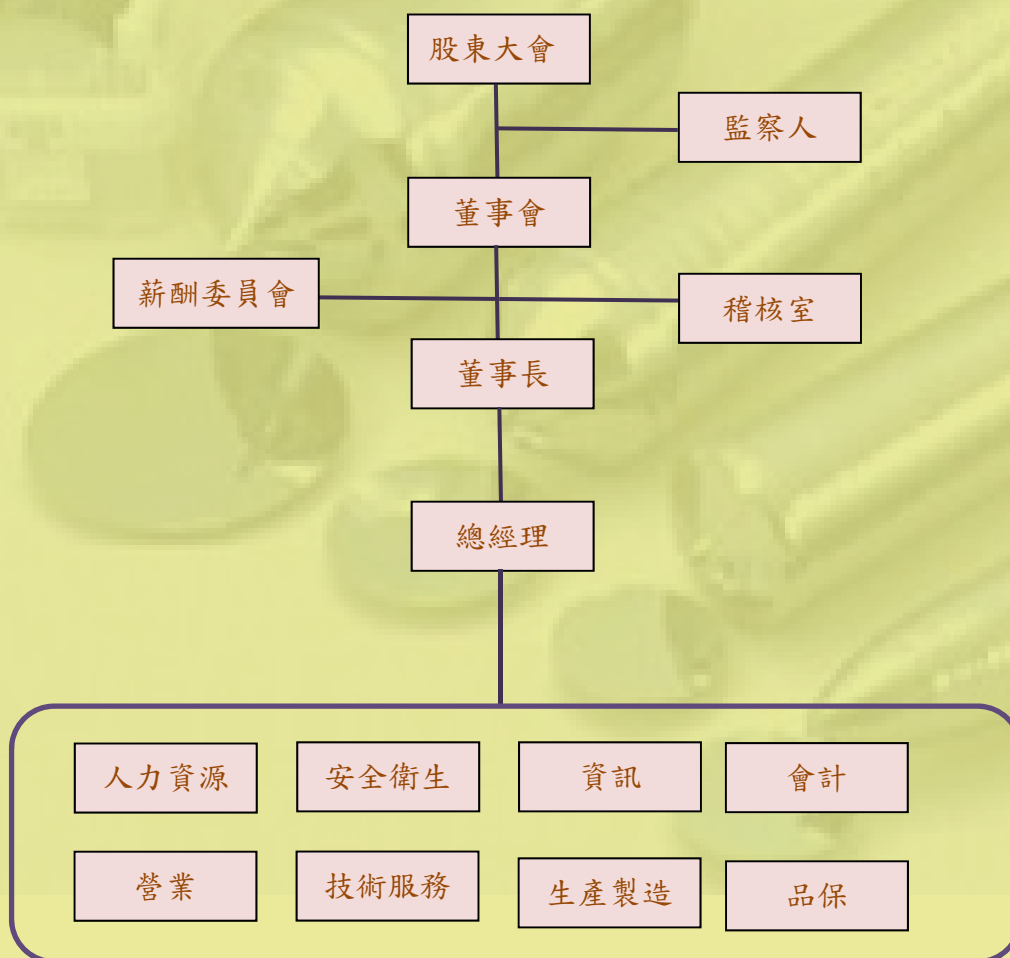 股東大會
監察人
董事會
薪酬委員會
稽核室
董事長
總經理
人力資源
安全衛生
資訊
會計
營業
技術服務
生產製造
品保